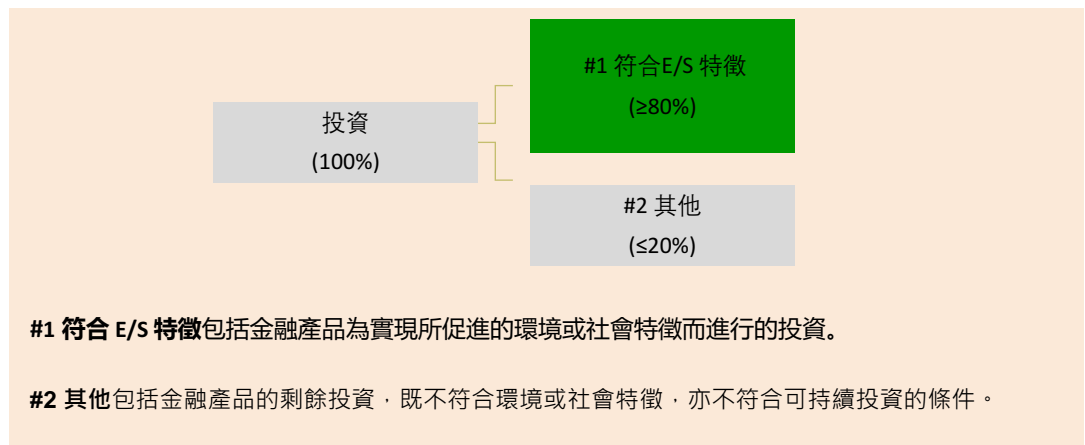 #1 符合E/S 特徵
(≥80%)
投資
(100%)
#2 其他
(≤20%)
#1 符合 E/S 特徵包括金融產品為實現所促進的環境或社會特徵而進行的投資。
#2 其他包括金融產品的剩餘投資，既不符合環境或社會特徵，亦不符合可持續投資的條件。